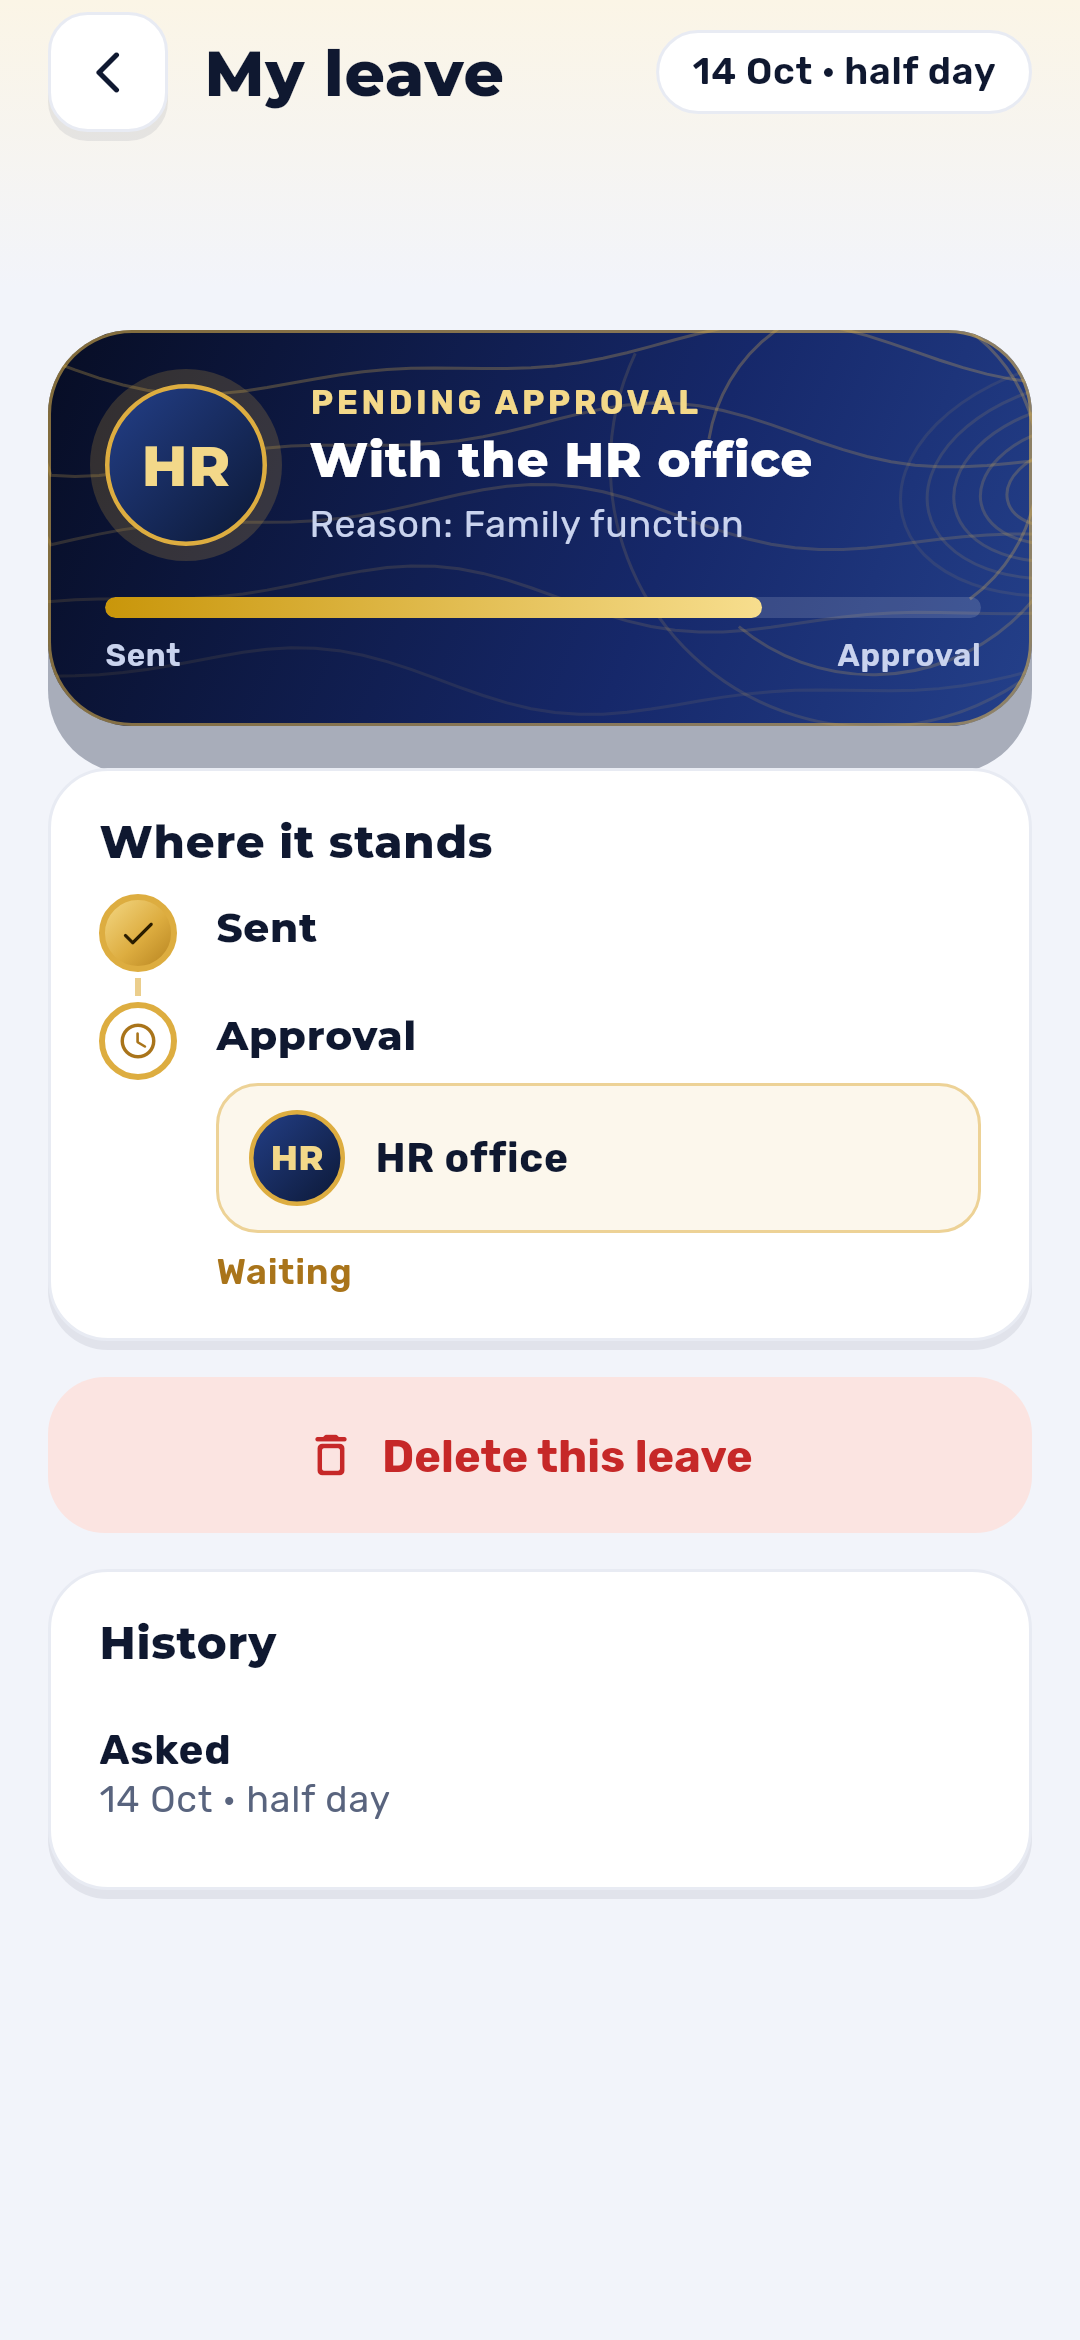 My leave
14 Oct • half day
HR
PENDING APPROVAL
With the HR office
Reason: Family function
Sent
Approval
Where it stands
Sent
Approval
HR
HR office
Waiting
Delete this leave
History
Asked
14 Oct • half day